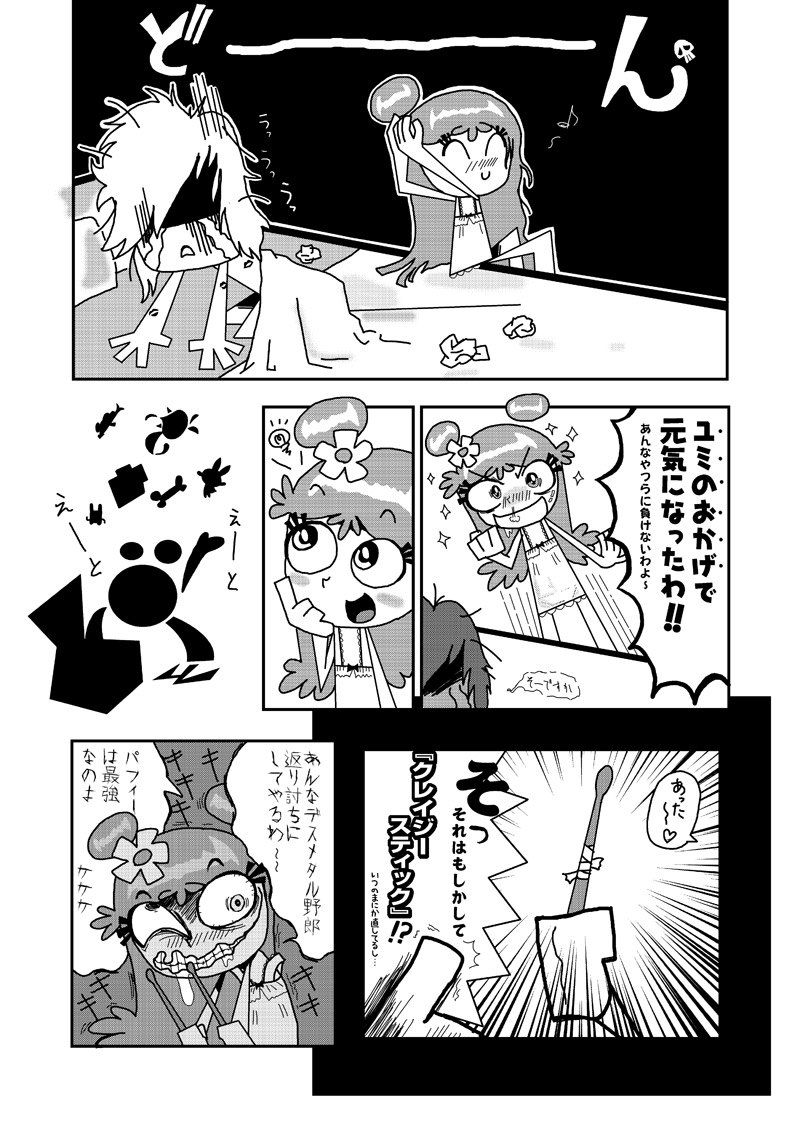 ど――――ん
うっ
うっ
うっ
♪
ユミのおかげで
元気になったわ!!
あんなやつらに負けないわよ～
そーですか
えーと
えーと
あった
～♡
そっ
それはもしかして
『クレイジー
スティック』!?
いつのまにか直してるし…
あんなデスメタル野郎
返り討ちに
してやるわ～
パフィー
は最強
なのよ
キキキ
ケケケ
キキキ